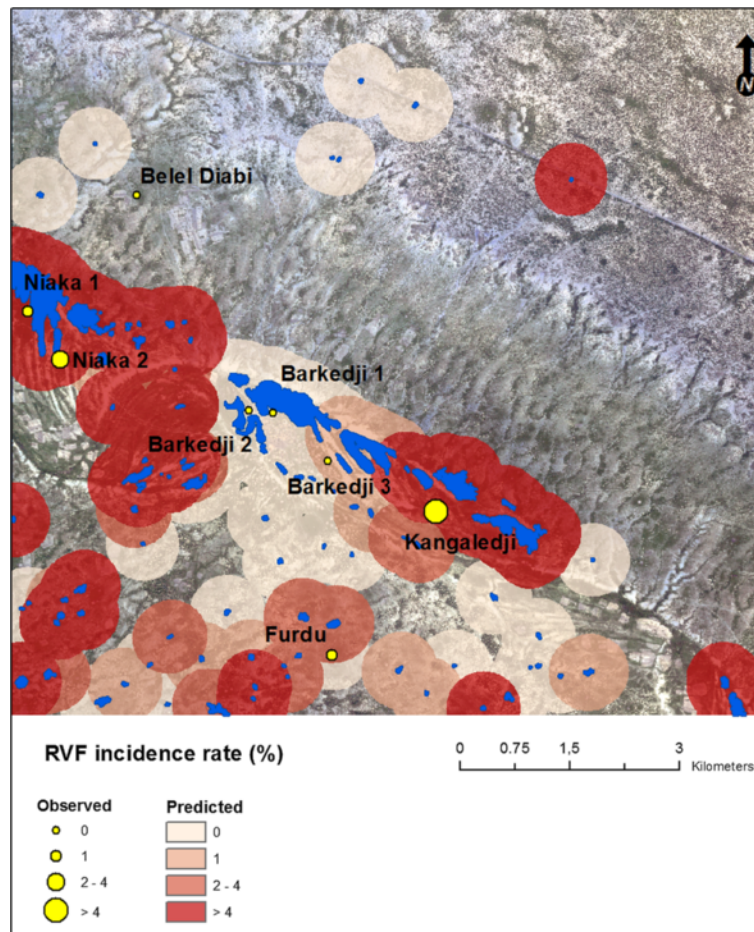 N
Belel Diabi
Niaka 1
Niaka 2
Barkedji 1
Barkedji 2
Barkedji 3
Kangaledji
Furdu
RVF incidence rate (%)
0 0.75 1,5 3
Kilometers
Observed Predicted
0 0
1 1
2 - 4 2 - 4
> 4 > 4